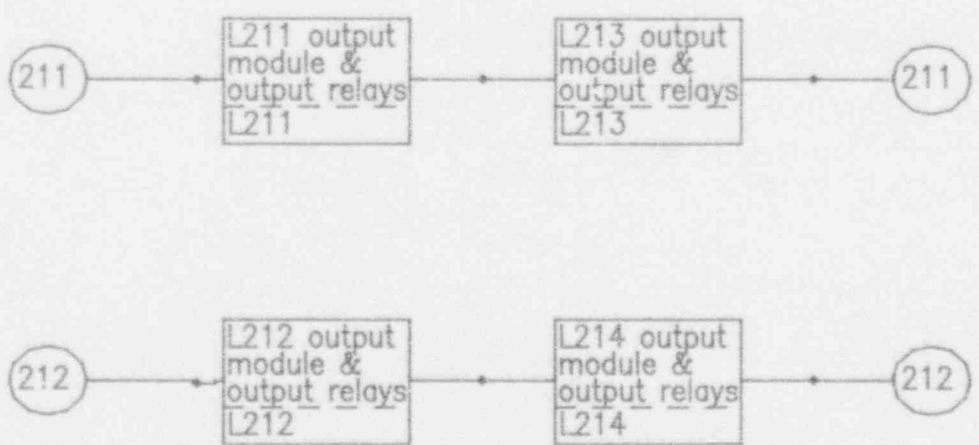 211
L211 output
module &
output relays
L211
L213 output
module &
output relays
L213
211
212
L212 output
module &
output relays
L212
L214 output
module &
output relays
L214
212